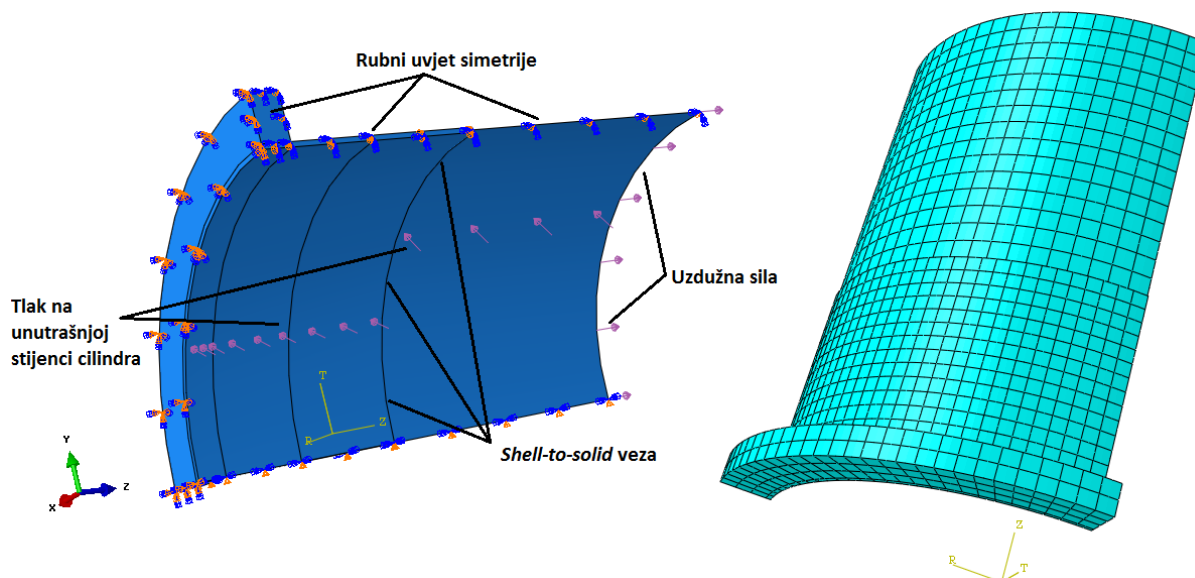 Rubni uvjet simetrije
Tlak na
unutrašnjoj
stijenci cilindra
Uzdužna sila
Shell-to-solid veza
T
Z
R
Y
Z
X
Z
R
T